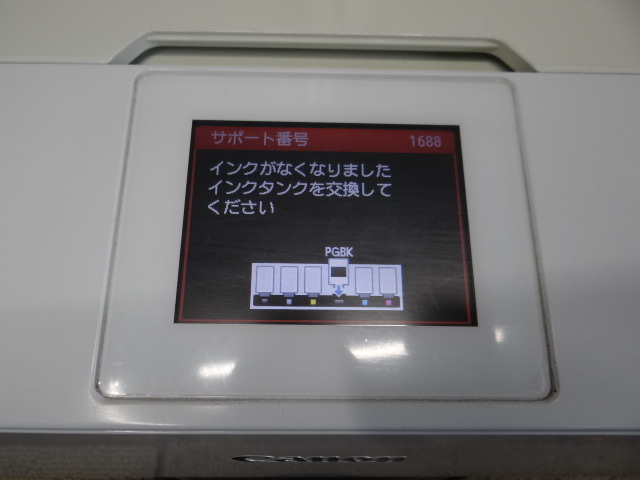 サポート番号 1688
インクがなくなりました
インクタンクを交換して
ください
PGBK
Canon